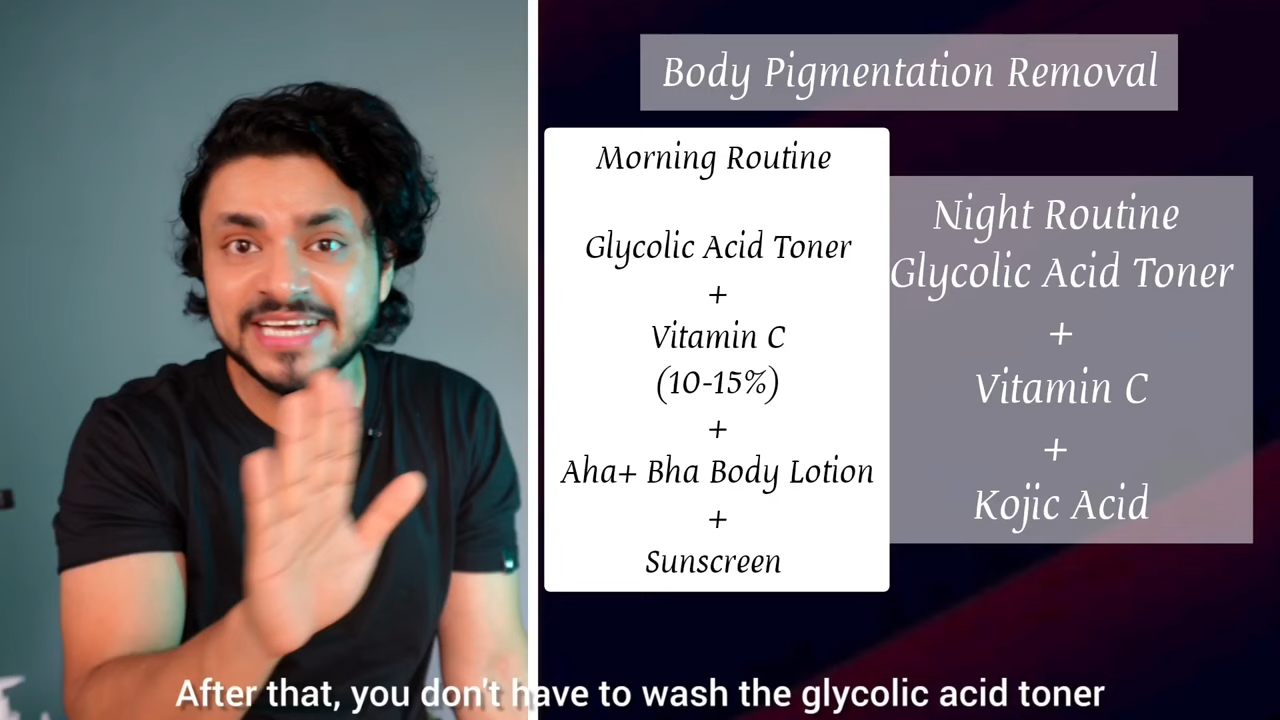 Body Pigmentation Removal
Morning Routine
Glycolic Acid Toner
+
Vitamin C
(10-15%)
+
Aha+ Bha Body Lotion
+
Sunscreen
Night Routine
Glycolic Acid Toner
+
Vitamin C
+
Kojic Acid
After that, you don't have to wash the glycolic acid toner